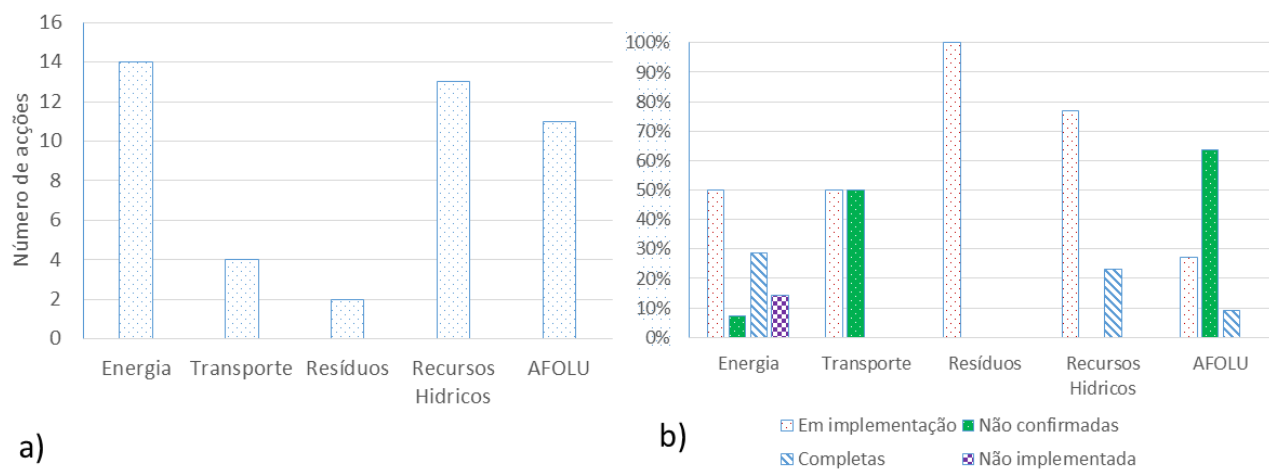 16
14
12
10
8
6
4
2
0
Número de acções
Energia
Transporte
Resíduos
Recursos
Hidricos
AFOLU
a)
100%
90%
80%
70%
60%
50%
40%
30%
20%
10%
0%
Energia
Transporte
Resíduos
Recursos
Hidricos
AFOLU
Em implementação
Não confirmadas
Completas
Não implementada
b)